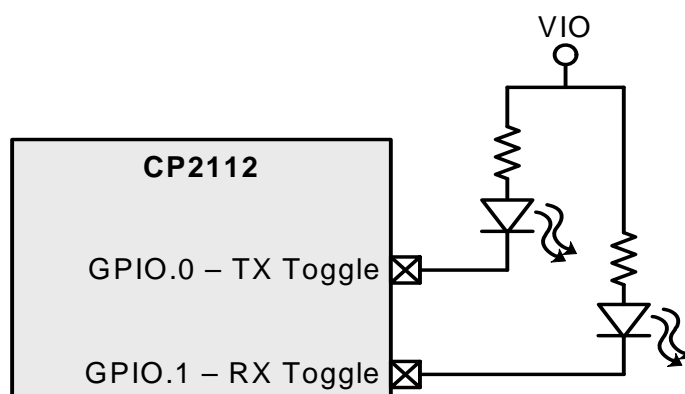 VIO
CP2112
GPIO.0 – TX Toggle
GPIO.1 – RX Toggle